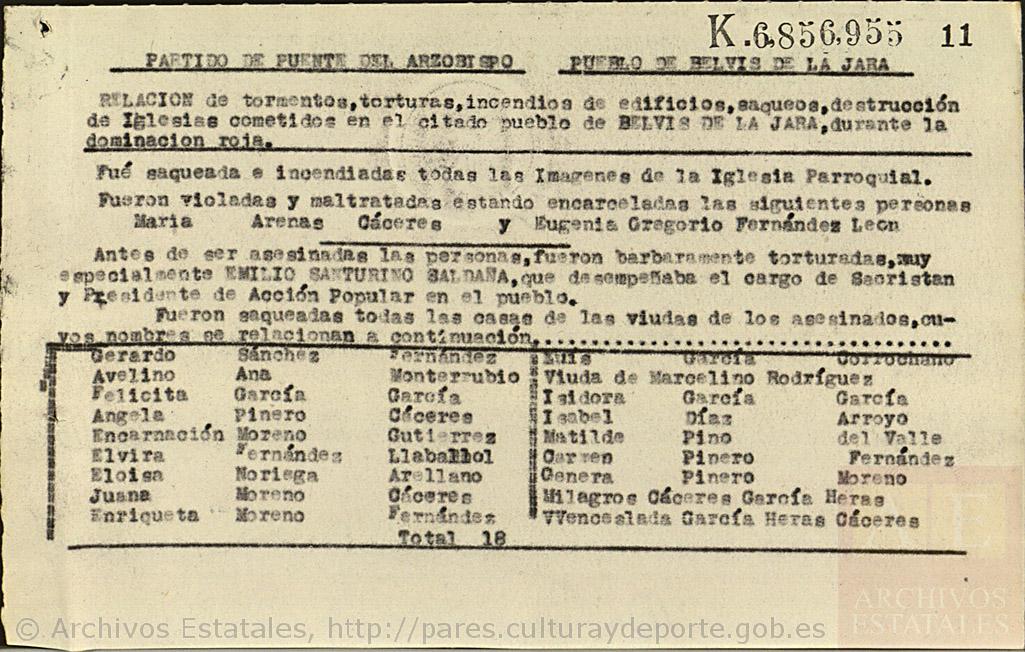 K.6,856,955 11
PARTIDO DE PUENTE DEL ARZOBISPO PUEBLO DE BELVIS DE LA JARA
RELACION de tormentos,torturas,incendios de edificios,saqueos,destrucción
de Iglesias cometidos en el citado pueblo de BELVIS DE LA JARA,durante la
dominacion roja.
Fué saqueada e incendiadas todas las Imagenes de la Iglesia Parroquial.
Fueron violadas y maltratadas estando encarceladas las siguientes personas
Maria Arenas Cáceres y Eugenia Gregorio Fernández Leon
Antes de ser asesinadas las personas,fueron barbaramente torturadas,muy
especialmente EMILIO SANTURINO SALDAÑA,que desempeñaba el cargo de Sacristan
y Presidente de Acción Popular en el pueblo.
Fueron saqueadas todas las casas de las viudas de los asesinados,cu-
yos nombres se relacionan a continuación....................................
Gerardo Sánchez Fernández Luis García Corrochano
Avelino Ana Monterrubio Viuda de Marcelino Rodríguez
Felicita García García Isidora García García
Angela Pinero Cáceres Isabel Díaz Arroyo
Encarnación Moreno Gutierrez Matilde Pino del Valle
Elvira Fernández Llaballol Carmen Pinero Fernández
Eloisa Noriega Arellano Genera Pinero Moreno
Juana Moreno Cáceres Milagros Cáceres García Heras
Enriqueta Moreno Fernández VVenceslada García Heras Cáceres
Total 18
ARCHIVOS
ESTATALES
© Archivos Estatales, http://pares.culturaydeporte.gob.es